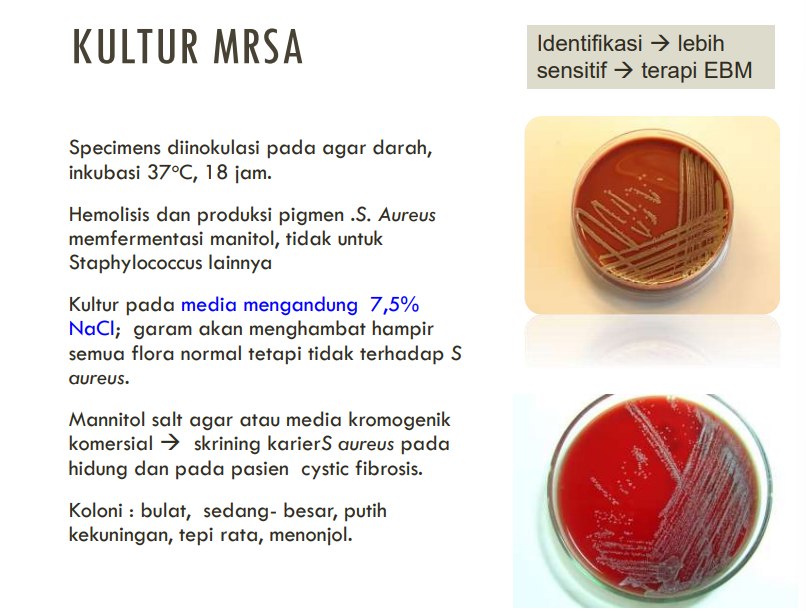 KULTUR MRSA
Identifikasi → lebih
sensitif → terapi EBM
Specimens diinokulasi pada agar darah,
inkubasi 37ºC, 18 jam.
Hemolisis dan produksi pigmen .S. Aureus
memfermentasi manitol, tidak untuk
Staphylococcus lainnya
Kultur pada media mengandung 7,5%
NaCl; garam akan menghambat hampir
semua flora normal tetapi tidak terhadap S
aureus.
Mannitol salt agar atau media kromogenik
komersial → skrining karierS aureus pada
hidung dan pada pasien cystic fibrosis.
Koloni : bulat, sedang- besar, putih
kekuningan, tepi rata, menonjol.